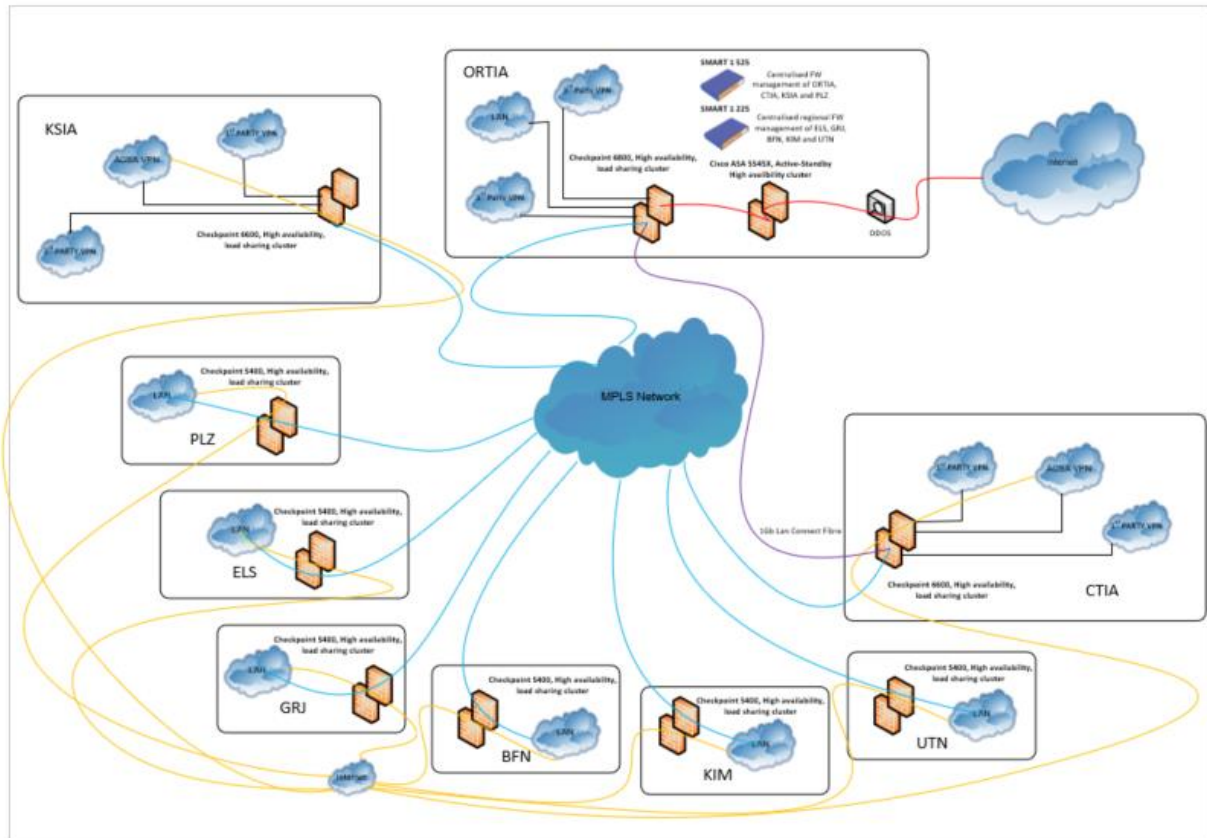 KSIA
3rd PARTY VPN
AGBA VPN
3rd PARTY VPN
Checkpoint 6600, High availability,
load sharing cluster
ORTIA
3rd Party VPN
LAN
3rd Party VPN
SMART 1 525
Centralised FW
management of ORTIA,
CTIA, KSIA and PLZ
SMART 1 225
Centralised regional FW
management of ELS, GRJ,
BFN, KIM and UTN
Checkpoint 6800, High availability,
load sharing cluster
Cisco ASA 5545X, Active-Standby
High availibility cluster
DDOS
Internet
MPLS Network
Checkpoint 5400, High availability,
load sharing cluster
LAN
PLZ
Checkpoint 5400, High availability,
load sharing cluster
LAN
ELS
Checkpoint 5400, High availability,
load sharing cluster
LAN
GRJ
Checkpoint 5400, High availability,
load sharing cluster
LAN
BFN
Checkpoint 5400, High availability,
load sharing cluster
LAN
KIM
Checkpoint 5400, High availability,
load sharing cluster
LAN
UTN
1Gb Lan Connect Fibre
3rd PARTY VPN
AGBA VPN
3rd PARTY VPN
Checkpoint 6600, High availability,
load sharing cluster
CTIA
Internet